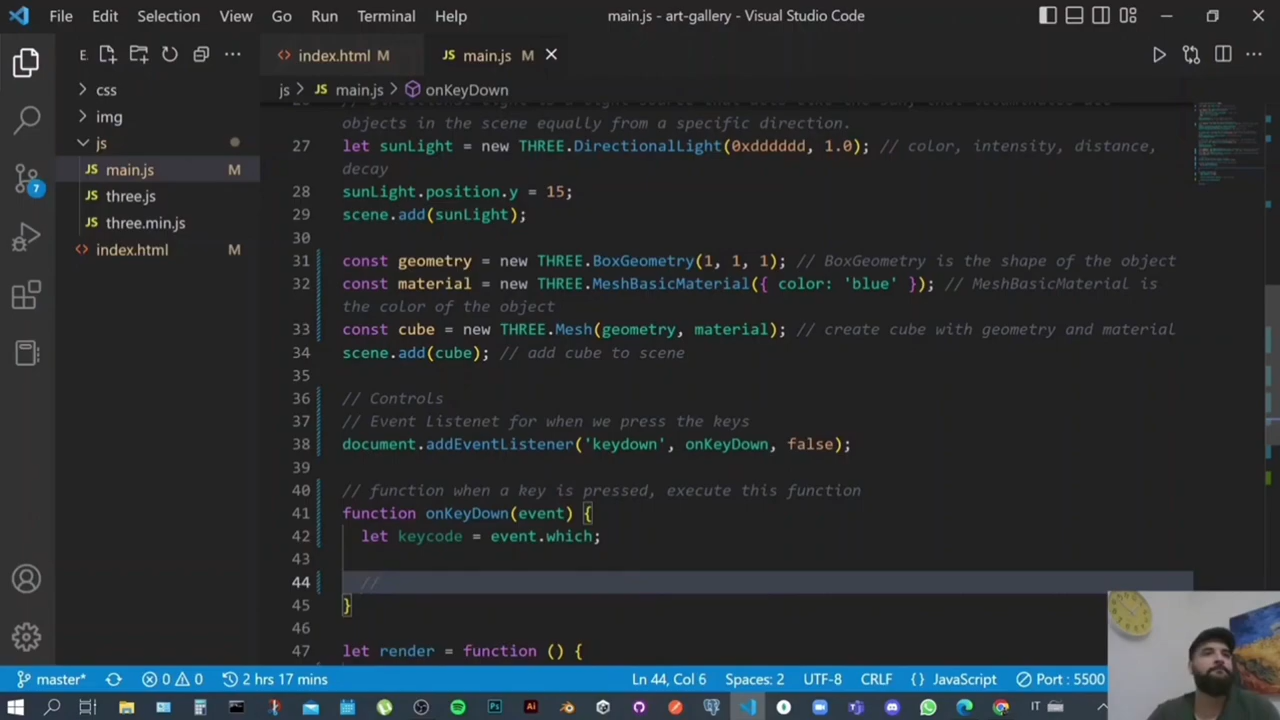 File Edit Selection View Go Run Terminal Help main.js - art-gallery - Visual Studio Code
E. index.html M JS main.js M
js > JS main.js > onKeyDown
css
img
js
JS main.js M
JS three.js
JS three.min.js
index.html M
7
objects in the scene equally from a specific direction.
27 let sunLight = new THREE.DirectionalLight(0xdddddd, 1.0); // color, intensity, distance,
decay
28 sunLight.position.y = 15;
29 scene.add(sunLight);
30
31 const geometry = new THREE.BoxGeometry(1, 1, 1); // BoxGeometry is the shape of the object
32 const material = new THREE.MeshBasicMaterial({ color: 'blue' }); // MeshBasicMaterial is
the color of the object
33 const cube = new THREE.Mesh(geometry, material); // create cube with geometry and material
34 scene.add(cube); // add cube to scene
35
36 // Controls
37 // Event Listenet for when we press the keys
38 document.addEventListener('keydown', onKeyDown, false);
39
40 // function when a key is pressed, execute this function
41 function onKeyDown(event) {
42 let keycode = event.which;
43
44 //
45 }
46
47 let render = function () {
master* 0 0 2 hrs 17 mins Ln 44, Col 6 Spaces: 2 UTF-8 CRLF {} JavaScript Port : 5500
Ps Ai IT